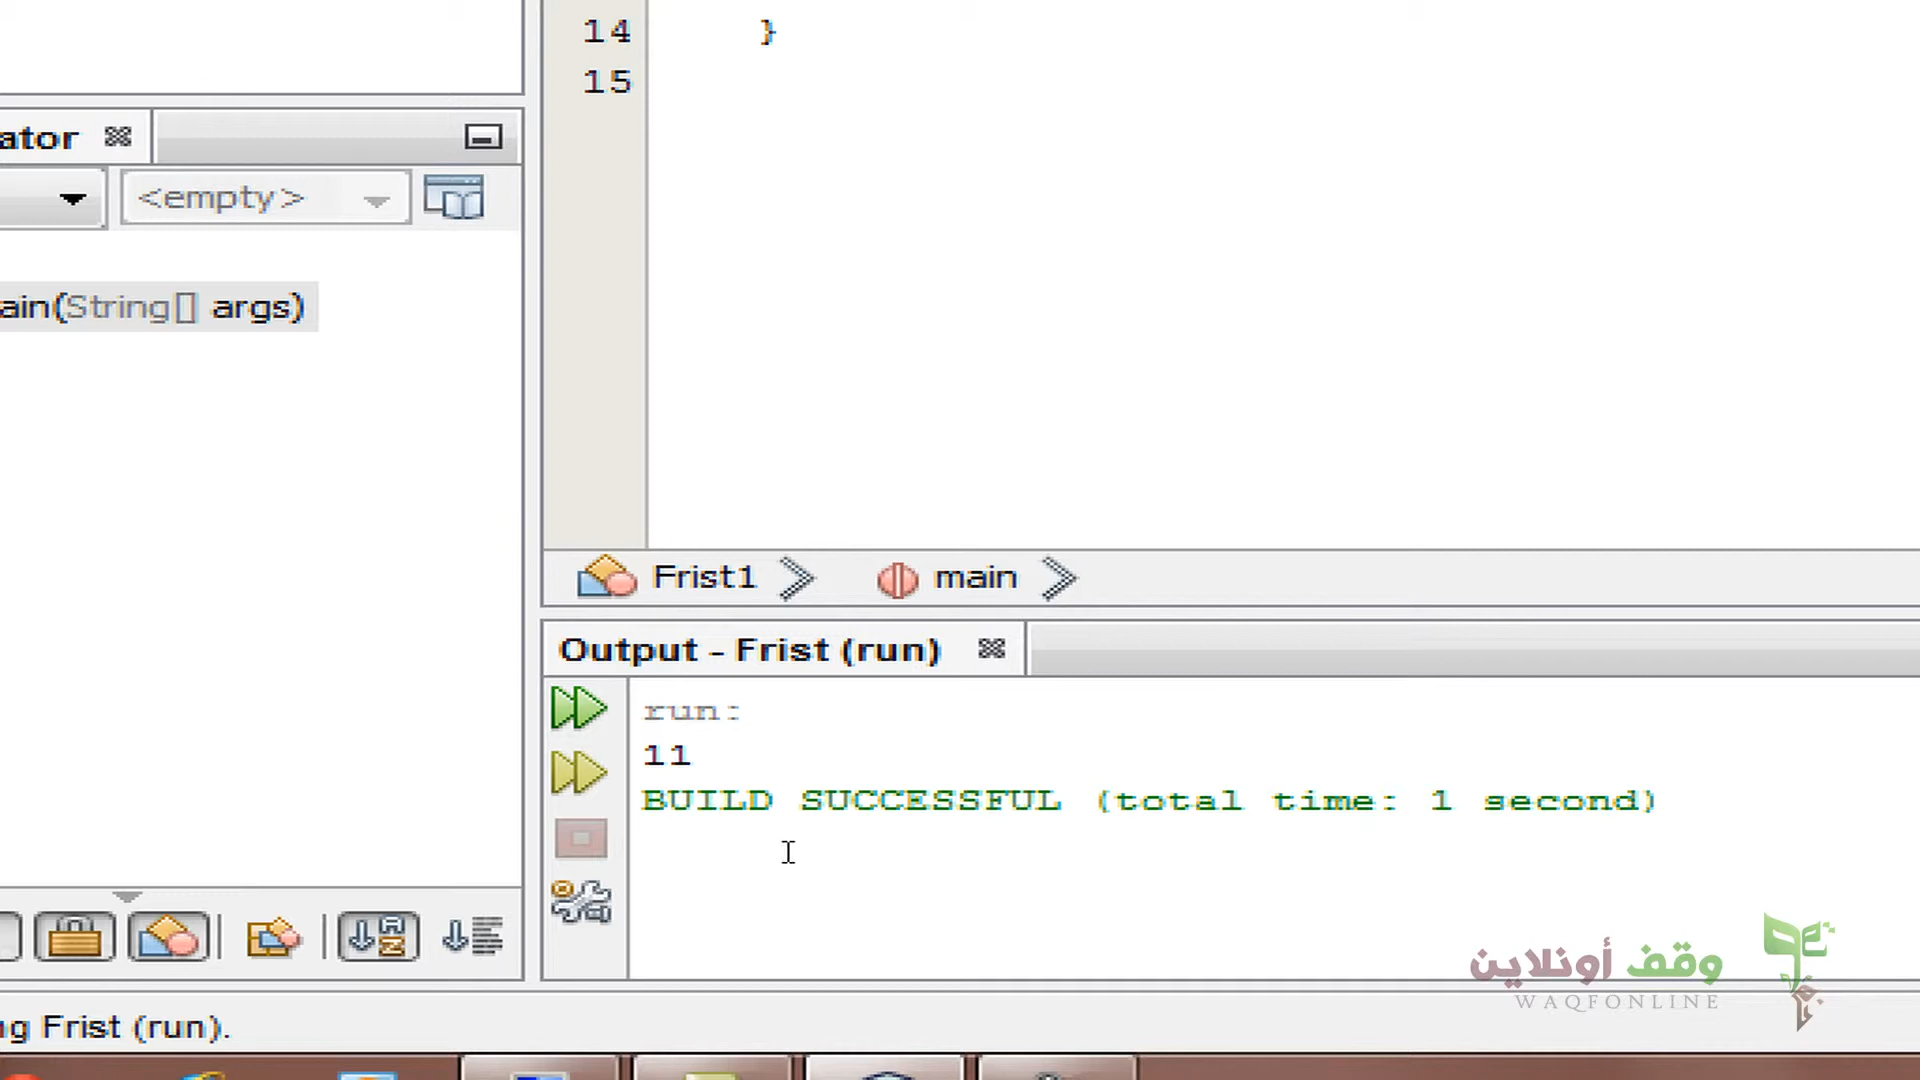 14 }
15
ator
<empty>
ain(String[] args)
Frist1 main
Output - Frist (run)
run:
11
BUILD SUCCESSFUL (total time: 1 second)
وقف أونلاين
WAQFONLINE
ng Frist (run).